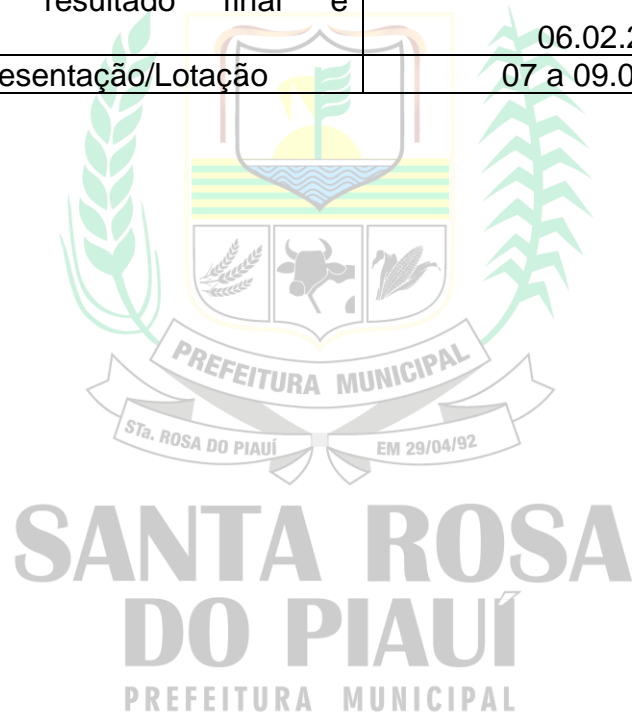 resultado final e
06.02.2
esentação/Lotação 07 a 09.0
PREFEITURA MUNICIPAL
STa. ROSA DO PIAUÍ EM 29/04/92
SANTA ROSA
DO PIAUÍ
PREFEITURA MUNICIPAL